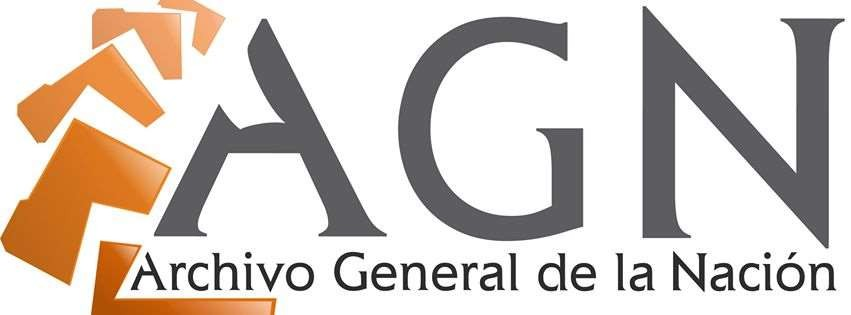 AGN
Archivo General de la Nación